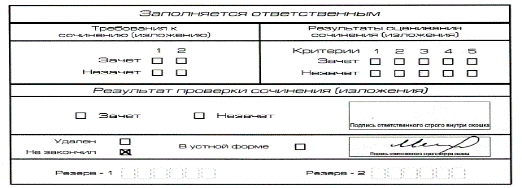 Заполняется ответственным
Требования к сочинению (изложению)
Результаты оценивания сочинения (изложения)
1 2
Критерии 1 2 3 4 5
Зачет
Зачет
Незачет
Незачет
Результат проверки сочинения (изложения)
Зачет Незачет
Подпись ответственного строго внутри окошка
Удален
Не закончил
В устной форме
Подпись ответственного строго внутри окошка
Резерв - 1
Резерв - 2